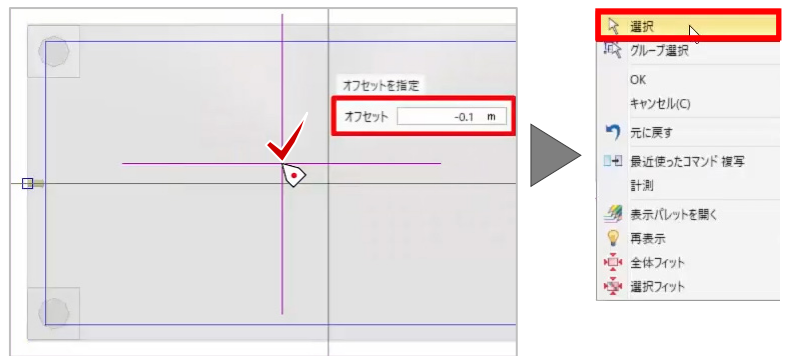 オフセットを指定
オフセット -0.1 m
選択
グループ選択
OK
キャンセル(C)
元に戻す
最近使ったコマンド 複写
計測
表示パレットを開く
再表示
全体フィット
選択フィット